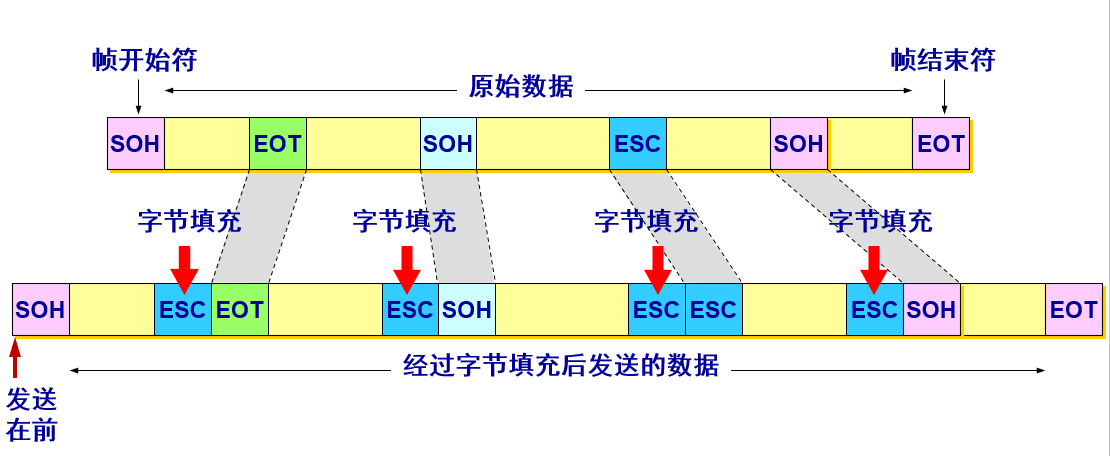 帧开始符
原始数据
帧结束符
SOH EOT SOH ESC SOH EOT
字节填充 字节填充 字节填充 字节填充
SOH ESC EOT ESC SOH ESC ESC ESC SOH EOT
经过字节填充后发送的数据
发送
在前